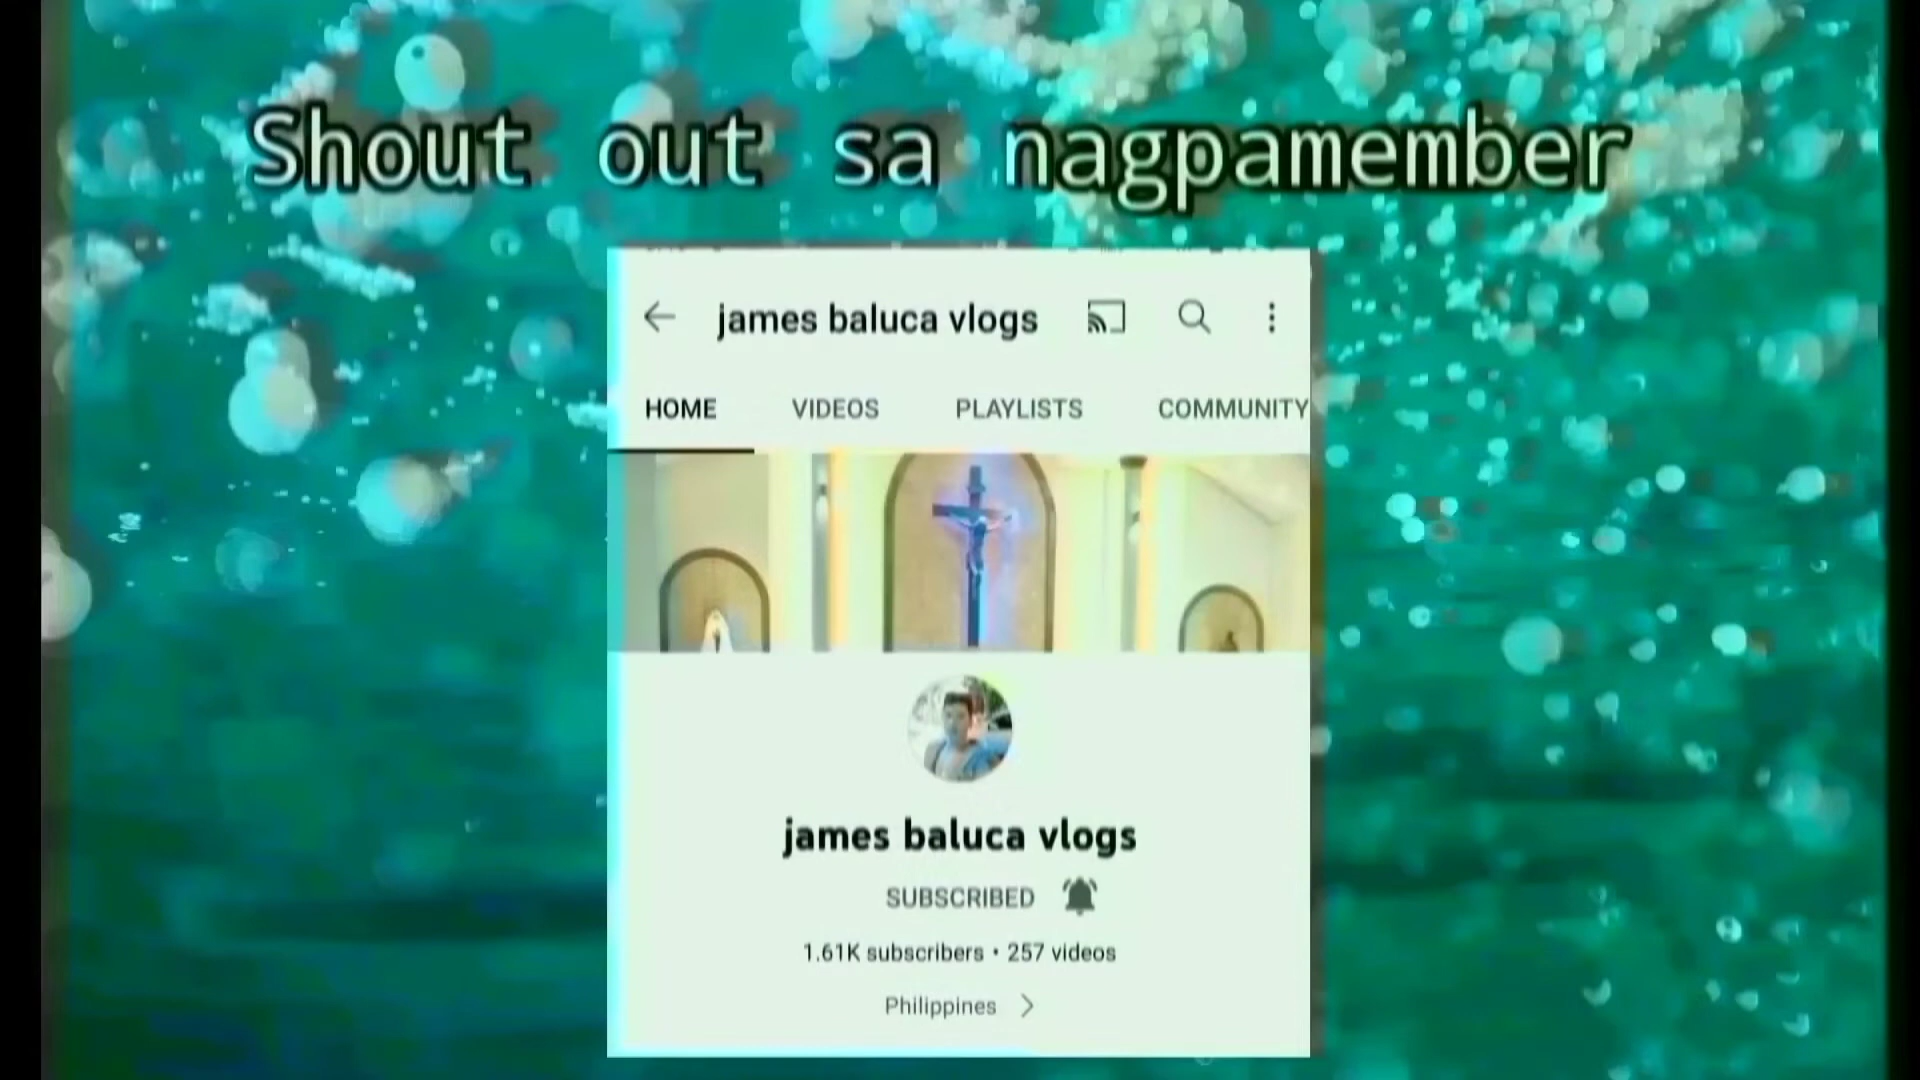 Shout out sa nagpamember
james baluca vlogs
HOME VIDEOS PLAYLISTS COMMUNITY
james baluca vlogs
SUBSCRIBED
1.61K subscribers • 257 videos
Philippines